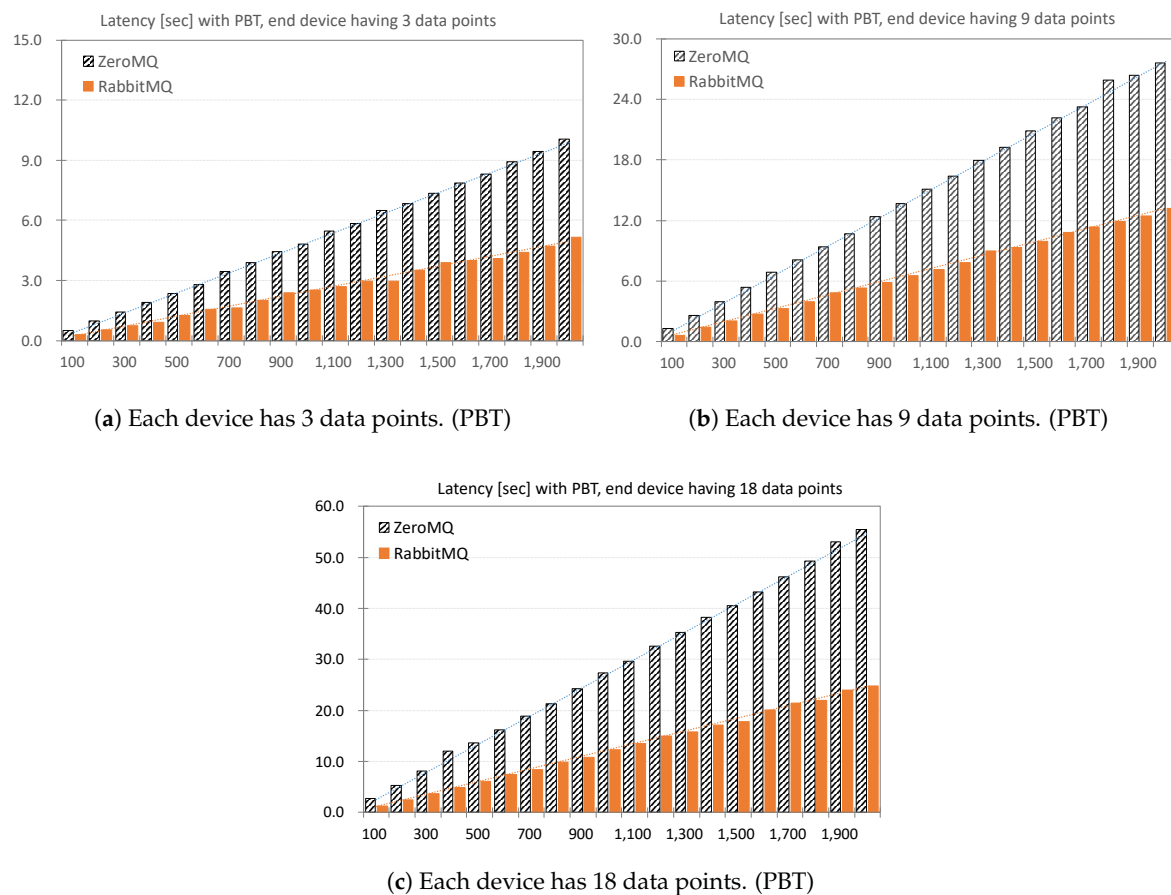 Latency [sec] with PBT, end device having 3 data points
15.0
12.0
9.0
6.0
3.0
0.0
ZeroMQ
RabbitMQ
100 300 500 700 900 1,100 1,300 1,500 1,700 1,900
(a) Each device has 3 data points. (PBT)
Latency [sec] with PBT, end device having 9 data points
30.0
24.0
18.0
12.0
6.0
0.0
ZeroMQ
RabbitMQ
100 300 500 700 900 1,100 1,300 1,500 1,700 1,900
(b) Each device has 9 data points. (PBT)
Latency [sec] with PBT, end device having 18 data points
60.0
50.0
40.0
30.0
20.0
10.0
0.0
ZeroMQ
RabbitMQ
100 300 500 700 900 1,100 1,300 1,500 1,700 1,900
(c) Each device has 18 data points. (PBT)